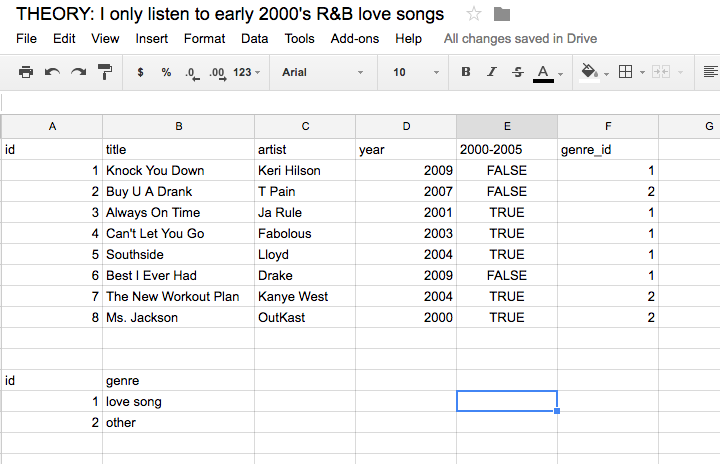 THEORY: I only listen to early 2000's R&B love songs
File Edit View Insert Format Data Tools Add-ons Help All changes saved in Drive
$ % .0 .00 123 Arial 10 B I S A
A B C D E F G
id title artist year 2000-2005 genre_id
1 Knock You Down Keri Hilson 2009 FALSE 1
2 Buy U A Drank T Pain 2007 FALSE 2
3 Always On Time Ja Rule 2001 TRUE 1
4 Can't Let You Go Fabolous 2003 TRUE 1
5 Southside Lloyd 2004 TRUE 1
6 Best I Ever Had Drake 2009 FALSE 1
7 The New Workout Plan Kanye West 2004 TRUE 2
8 Ms. Jackson OutKast 2000 TRUE 2
id genre
1 love song
2 other